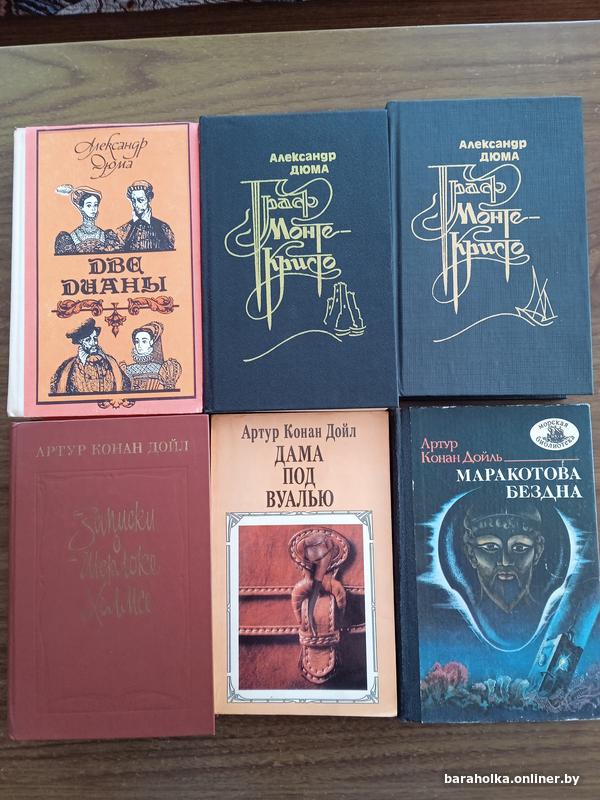 Александр
Дюма
ДВЕ
ДИАНЫ
Александр
ДЮМА
Граф
Монте-
Кристо
Александр
ДЮМА
Граф
Монте-
Кристо
АРТУР КОНАН ДОЙЛ
Записки
о
Шерлоке
Холмсе
Артур Конан Дойл
ДАМА
ПОД
ВУАЛЬЮ
морская
библиотека
Артур
Конан Дойль
МАРАКОТОВА
БЕЗДНА
baraholka.onliner.by